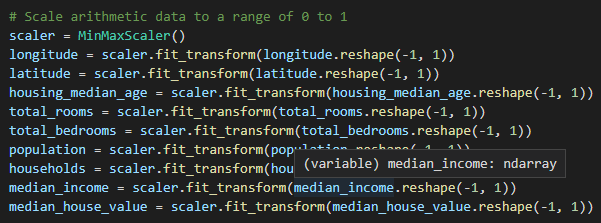 # Scale arithmetic data to a range of 0 to 1
scaler = MinMaxScaler()
longitude = scaler.fit_transform(longitude.reshape(-1, 1))
latitude = scaler.fit_transform(latitude.reshape(-1, 1))
housing_median_age = scaler.fit_transform(housing_median_age.reshape(-1, 1))
total_rooms = scaler.fit_transform(total_rooms.reshape(-1, 1))
total_bedrooms = scaler.fit_transform(total_bedrooms.reshape(-1, 1))
population = scaler.fit_transform(population.reshape(-1, 1))
households = scaler.fit_transform(hou
(variable) median_income: ndarray
median_income = scaler.fit_transform(median_income.reshape(-1, 1))
median_house_value = scaler.fit_transform(median_house_value.reshape(-1, 1))